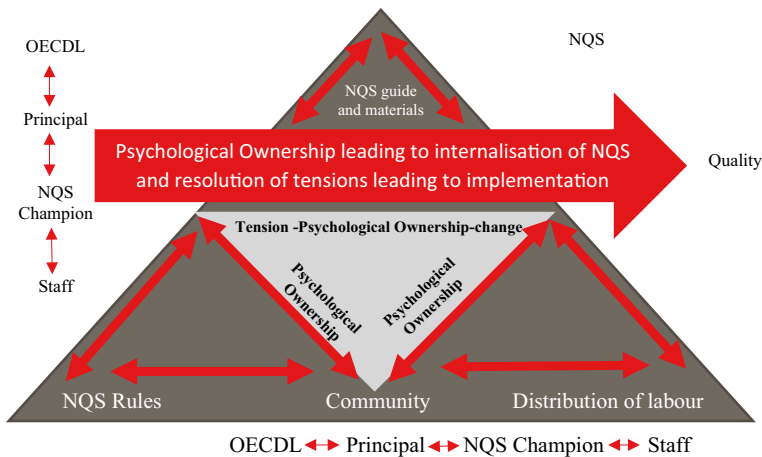 OECDL
NQS
Principal
NQS guide
and materials
Psychological Ownership leading to internalisation of NQS
and resolution of tensions leading to implementation
Quality
NQS
Champion
Staff
Tension -Psychological Ownership-change
Psychological
Ownership
Psychological
Ownership
NQS Rules
Community
Distribution of labour
OECDL
Principal
NQS Champion
Staff